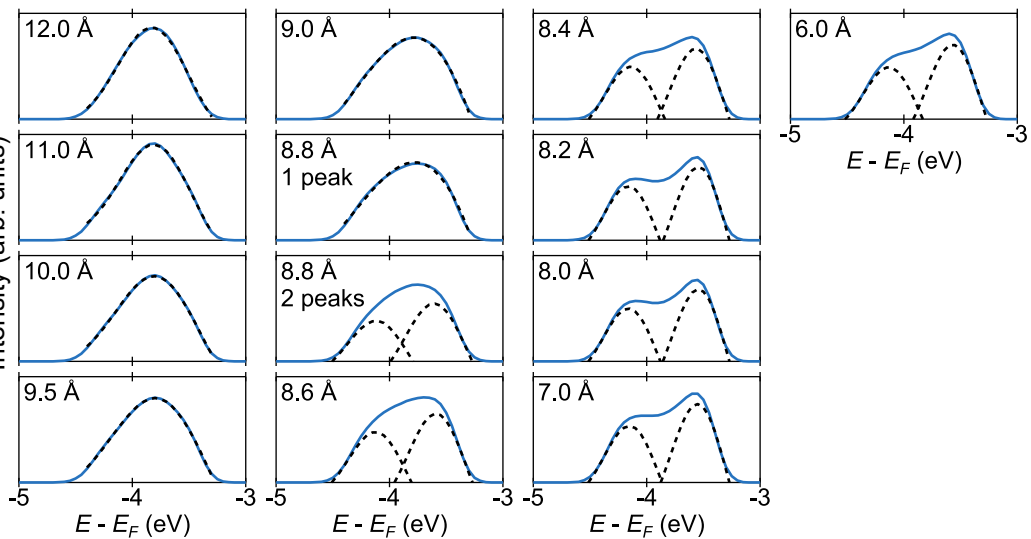 12.0 Å
9.0 Å
8.4 Å
6.0 Å
-5 -4 -3
E - E_F (eV)
11.0 Å
8.8 Å
1 peak
8.2 Å
10.0 Å
8.8 Å
2 peaks
8.0 Å
9.5 Å
8.6 Å
7.0 Å
-5 -4 -3
-5 -4 -3
-5 -4 -3
E - E_F (eV)
E - E_F (eV)
E - E_F (eV)
Intensity (arb. units)